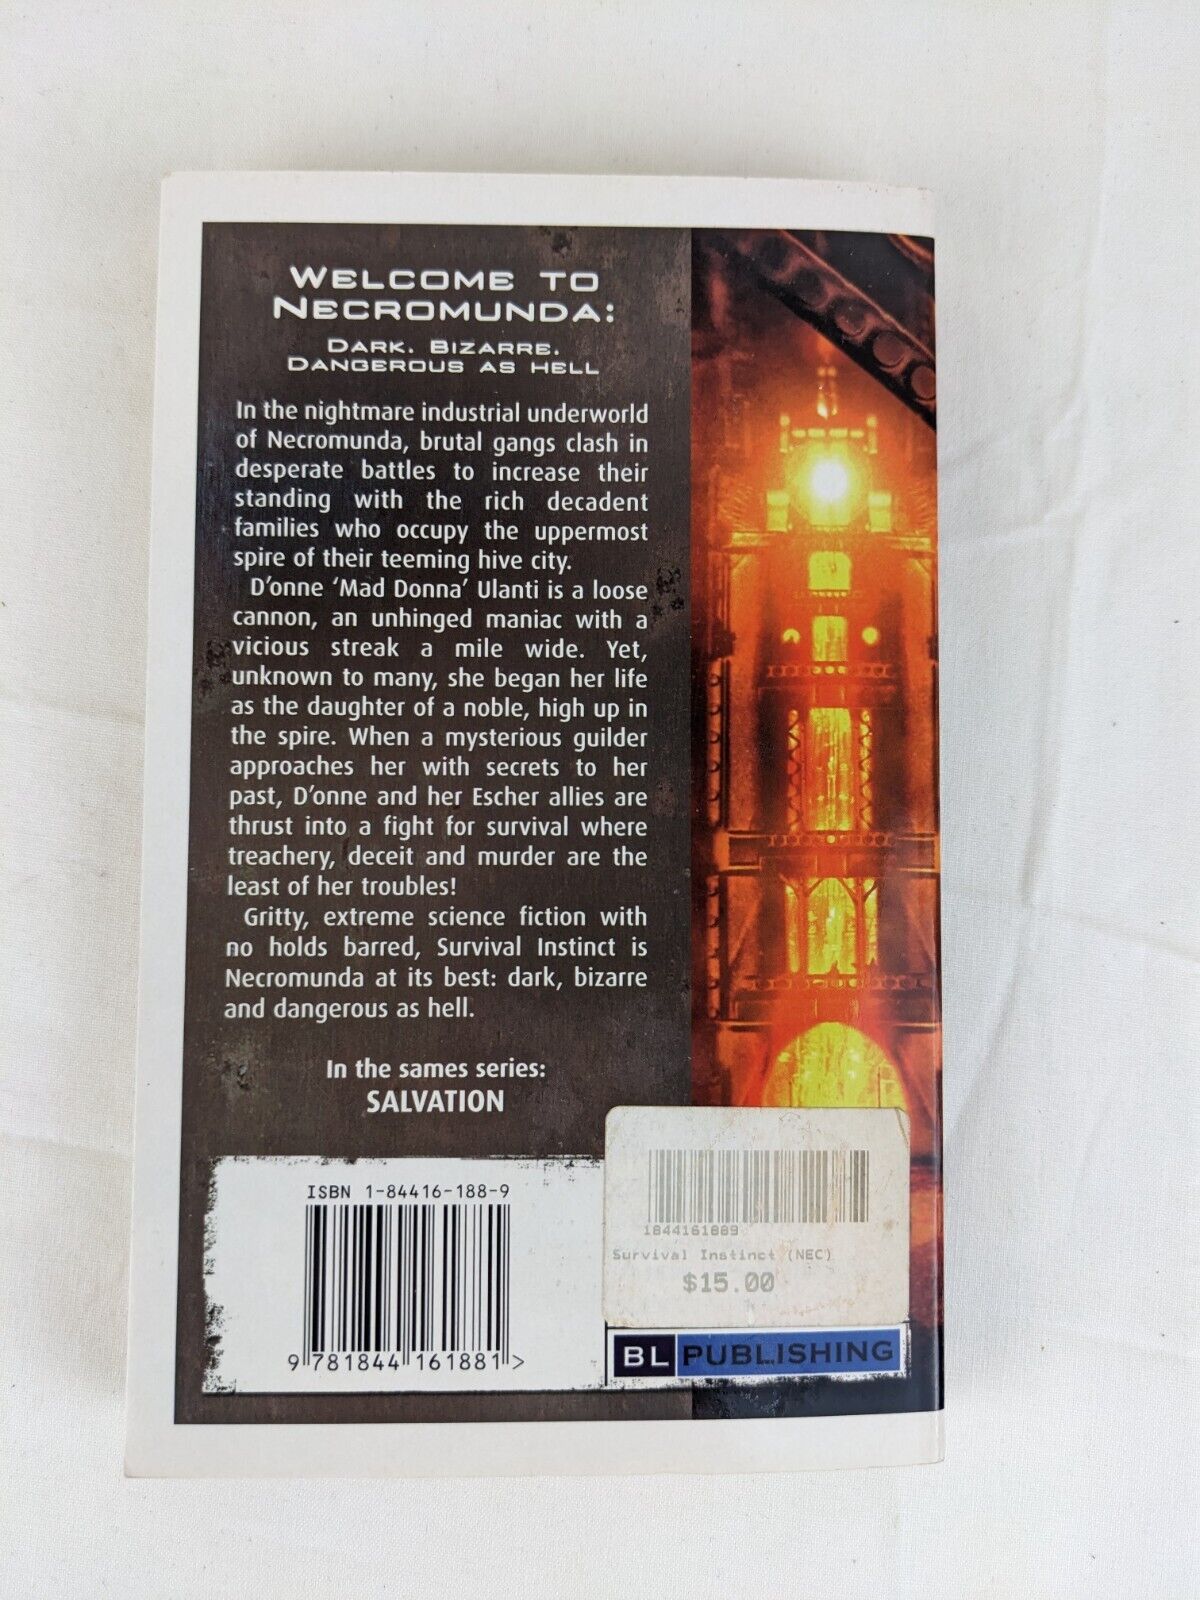 WELCOME TO
NECROMUNDA:
DARK. BIZARRE.
DANGEROUS AS HELL
In the nightmare industrial underworld
of Necromunda, brutal gangs clash in
desperate battles to increase their
standing with the rich decadent
families who occupy the uppermost
spire of their teeming hive city.
D'onne 'Mad Donna' Ulanti is a loose
cannon, an unhinged maniac with a
vicious streak a mile wide. Yet,
unknown to many, she began her life
as the daughter of a noble, high up in
the spire. When a mysterious guilder
approaches her with secrets to her
past, D'onne and her Escher allies are
thrust into a fight for survival where
treachery, deceit and murder are the
least of her troubles!
Gritty, extreme science fiction with
no holds barred, Survival Instinct is
Necromunda at its best: dark, bizarre
and dangerous as hell.
In the sames series:
SALVATION
ISBN 1-84416-188-9
9 781844 161881 >
1844161889
Survival Instinct (NEC)
$15.00
BL PUBLISHING